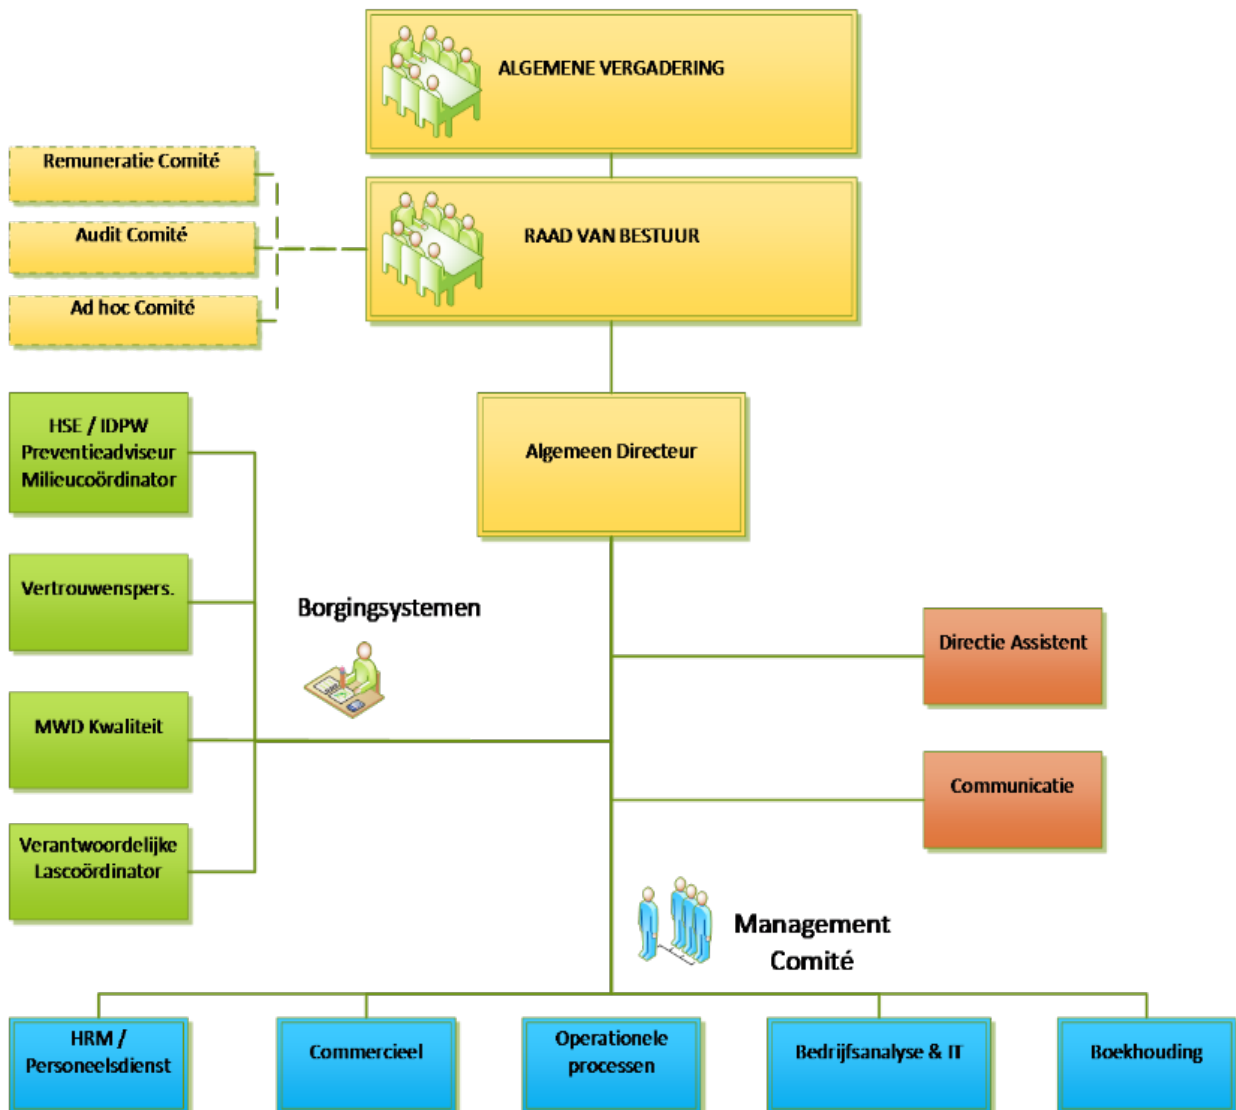 ALGEMENE VERGADERING
Remuneratie Comité
Audit Comité
Ad hoc Comité
RAAD VAN BESTUUR
HSE / IDPW
Preventieadviseur
Milieucoördinator
Algemeen Directeur
Vertrouwenspers.
Borgingsystemen
Directie Assistent
MWD Kwaliteit
Communicatie
Verantwoordelijke
Lascoördinator
Management
Comité
HRM /
Personeelsdienst
Commercieel
Operationele
processen
Bedrijfsanalyse & IT
Boekhouding